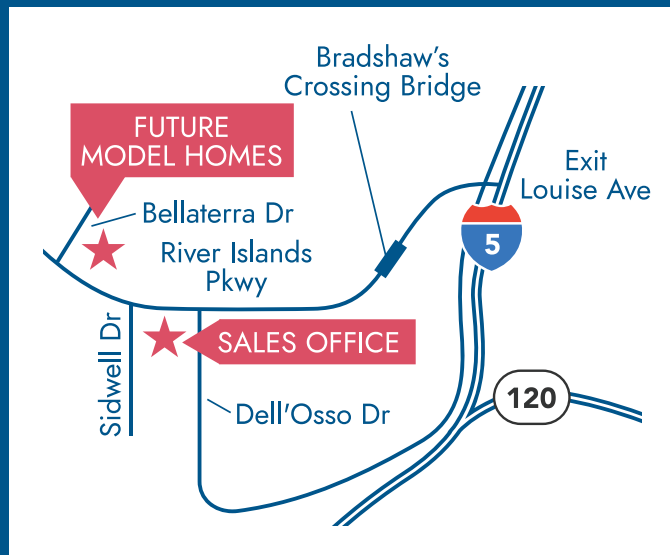 Bradshaw's
Crossing Bridge
FUTURE
MODEL HOMES
Exit
Louise Ave
Bellaterra Dr
River Islands
Pkwy
5
Sidwell Dr
SALES OFFICE
120
Dell'Osso Dr